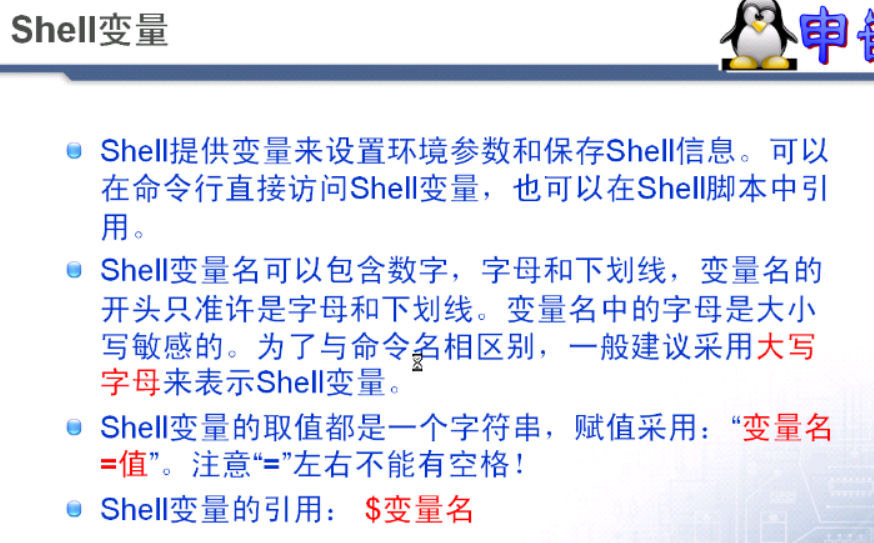 Shell变量
申
Shell提供变量来设置环境参数和保存Shell信息。可以
在命令行直接访问Shell变量，也可以在Shell脚本中引
用。
Shell变量名可以包含数字，字母和下划线，变量名的
开头只准许是字母和下划线。变量名中的字母是大小
写敏感的。为了与命令名相区别，一般建议采用大写
字母来表示Shell变量。
Shell变量的取值都是一个字符串，赋值采用：“变量名
=值”。注意“=”左右不能有空格！
Shell变量的引用： $变量名